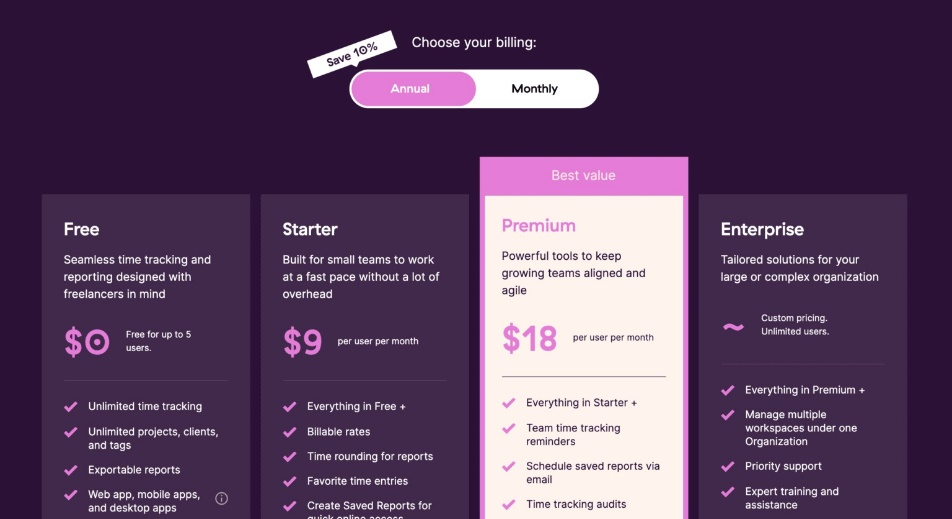 Save 10%
Choose your billing:
Annual
Monthly
Best value
Free
Seamless time tracking and
reporting designed with
freelancers in mind
$0
Free for up to 5
users.
Unlimited time tracking
Unlimited projects, clients,
and tags
Exportable reports
Web app, mobile apps,
and desktop apps
Starter
Built for small teams to work
at a fast pace without a lot of
overhead
$9
per user per month
Everything in Free +
Billable rates
Time rounding for reports
Favorite time entries
Create Saved Reports for
quick online access
Premium
Powerful tools to keep
growing teams aligned and
agile
$18
per user per month
Everything in Starter +
Team time tracking
reminders
Schedule saved reports via
email
Time tracking audits
Enterprise
Tailored solutions for your
large or complex organization
~
Custom pricing.
Unlimited users.
Everything in Premium +
Manage multiple
workspaces under one
Organization
Priority support
Expert training and
assistance